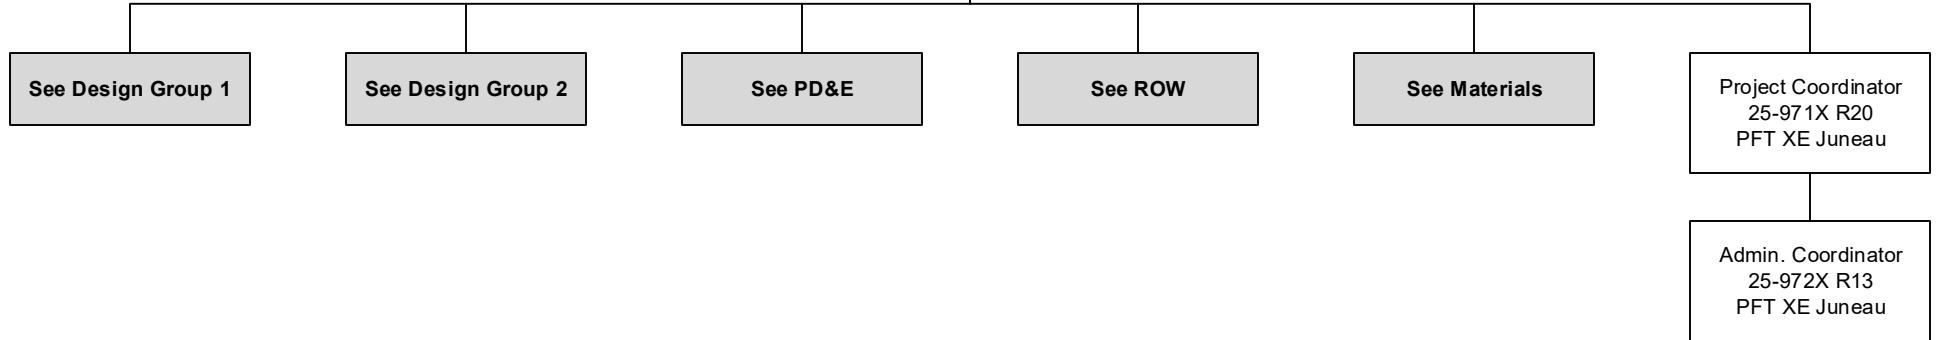 See Design Group 1
See Design Group 2
See PD&E
See ROW
See Materials
Project Coordinator
25-971X R20
PFT XE Juneau
Admin. Coordinator
25-972X R13
PFT XE Juneau